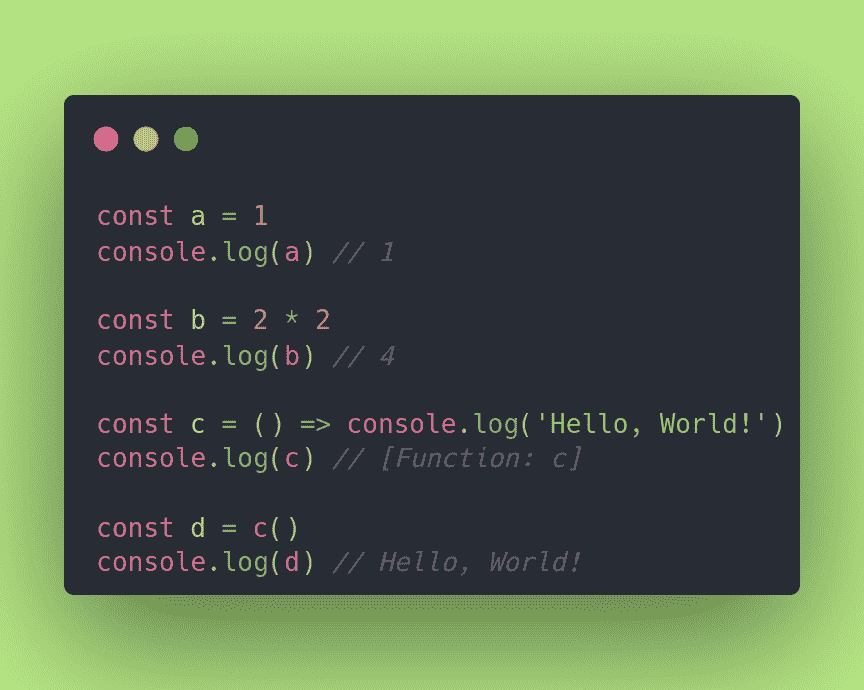 const a = 1
console.log(a) // 1
const b = 2 * 2
console.log(b) // 4
const c = () => console.log('Hello, World!')
console.log(c) // [Function: c]
const d = c()
console.log(d) // Hello, World!